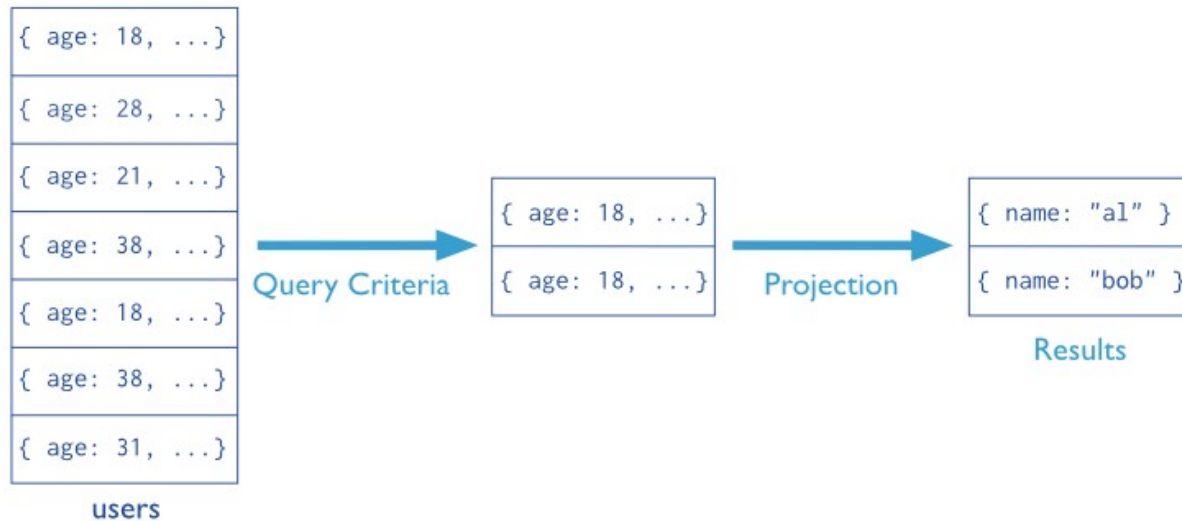 { age: 18, ...}
{ age: 28, ...}
{ age: 21, ...}
{ age: 38, ...}
{ age: 18, ...}
{ age: 38, ...}
{ age: 31, ...}
users
Query Criteria
{ age: 18, ...}
{ age: 18, ...}
Projection
{ name: "al" }
{ name: "bob" }
Results